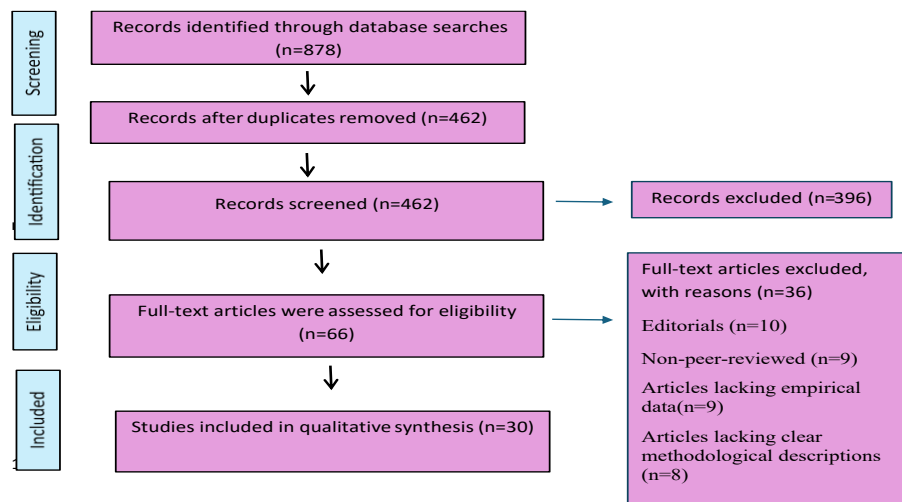 Screening
Records identified through database searches
(n=878)
Records after duplicates removed (n=462)
Identification
Records screened (n=462)
Records excluded (n=396)
Eligibility
Full-text articles were assessed for eligibility
(n=66)
Full-text articles excluded,
with reasons (n=36)
Editorials (n=10)
Non-peer-reviewed (n=9)
Articles lacking empirical
data(n=9)
Articles lacking clear
methodological descriptions
(n=8)
Included
Studies included in qualitative synthesis (n=30)